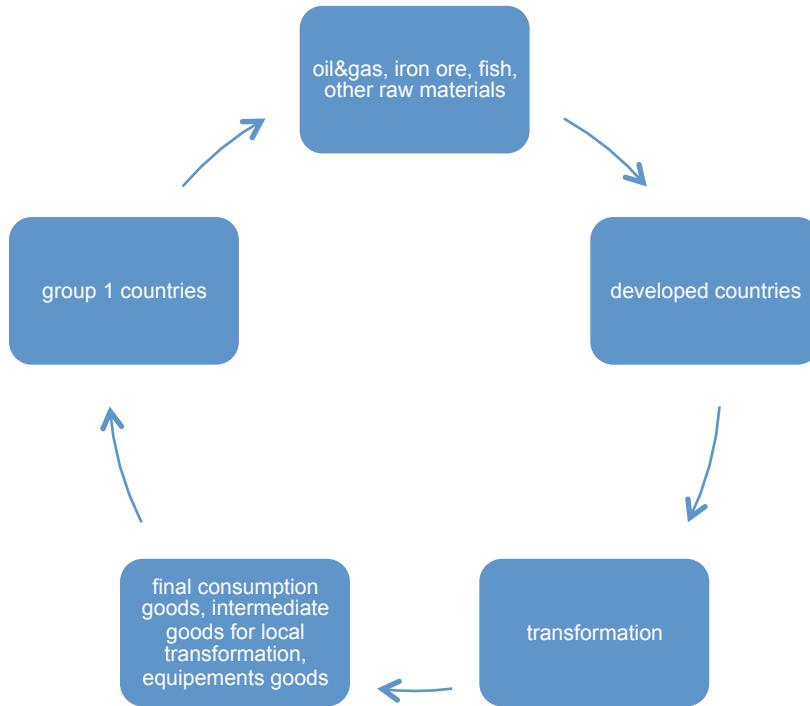 oil&gas, iron ore, fish,
other raw materials
developed countries
transformation
final consumption
goods, intermediate
goods for local
transformation,
equipements goods
group 1 countries